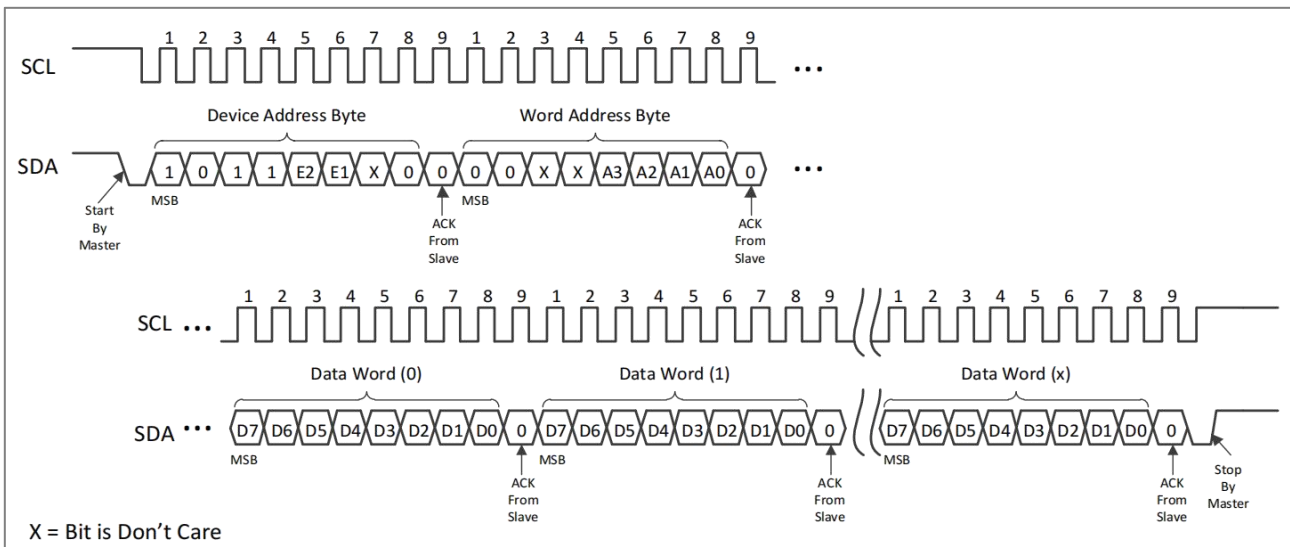 1 2 3 4 5 6 7 8 9 1 2 3 4 5 6 7 8 9
SCL ...
Device Address Byte Word Address Byte
SDA 1 0 1 1 E2 E1 X 0 0 0 0 X X A3 A2 A1 A0 0 ...
MSB MSB
Start
By
Master
ACK
From
Slave
ACK
From
Slave
1 2 3 4 5 6 7 8 9 1 2 3 4 5 6 7 8 9 1 2 3 4 5 6 7 8 9
SCL ...
Data Word (0) Data Word (1) Data Word (x)
SDA ... D7 D6 D5 D4 D3 D2 D1 D0 0 D7 D6 D5 D4 D3 D2 D1 D0 0 D7 D6 D5 D4 D3 D2 D1 D0 0
MSB MSB MSB
ACK
From
Slave
ACK
From
Slave
ACK
From
Slave
Stop
By
Master
X = Bit is Don't Care